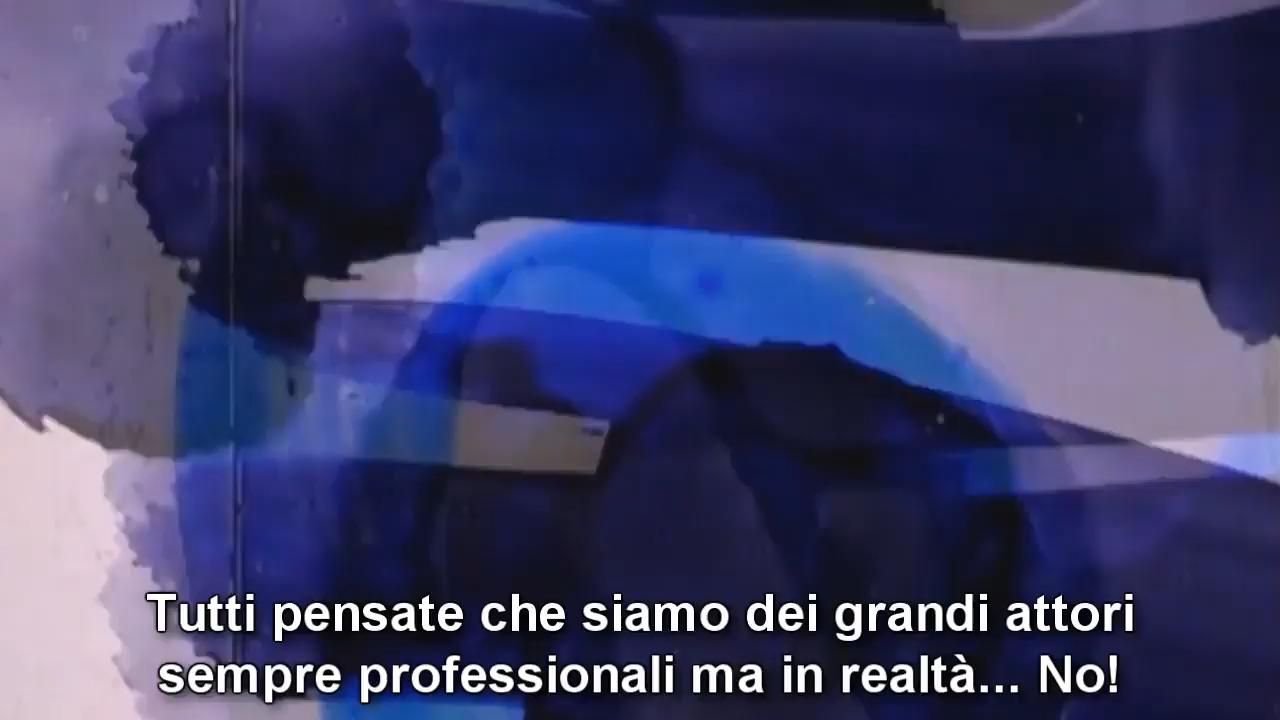 Tutti pensate che siamo dei grandi attori
sempre professionali ma in realtà... No!